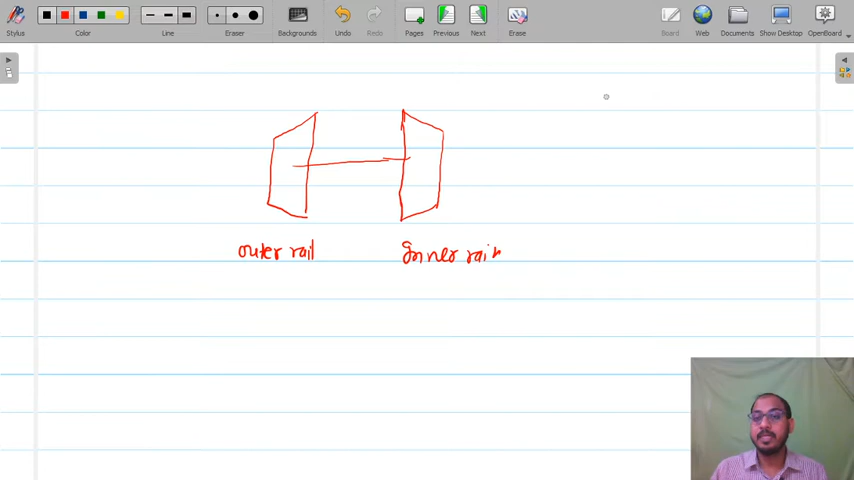 Stylus
Color
Line
Eraser
Backgrounds
Undo
Redo
Pages
Previous
Next
Erase
Board
Web
Documents
Show Desktop
OpenBoard
outer rail
Inner rail